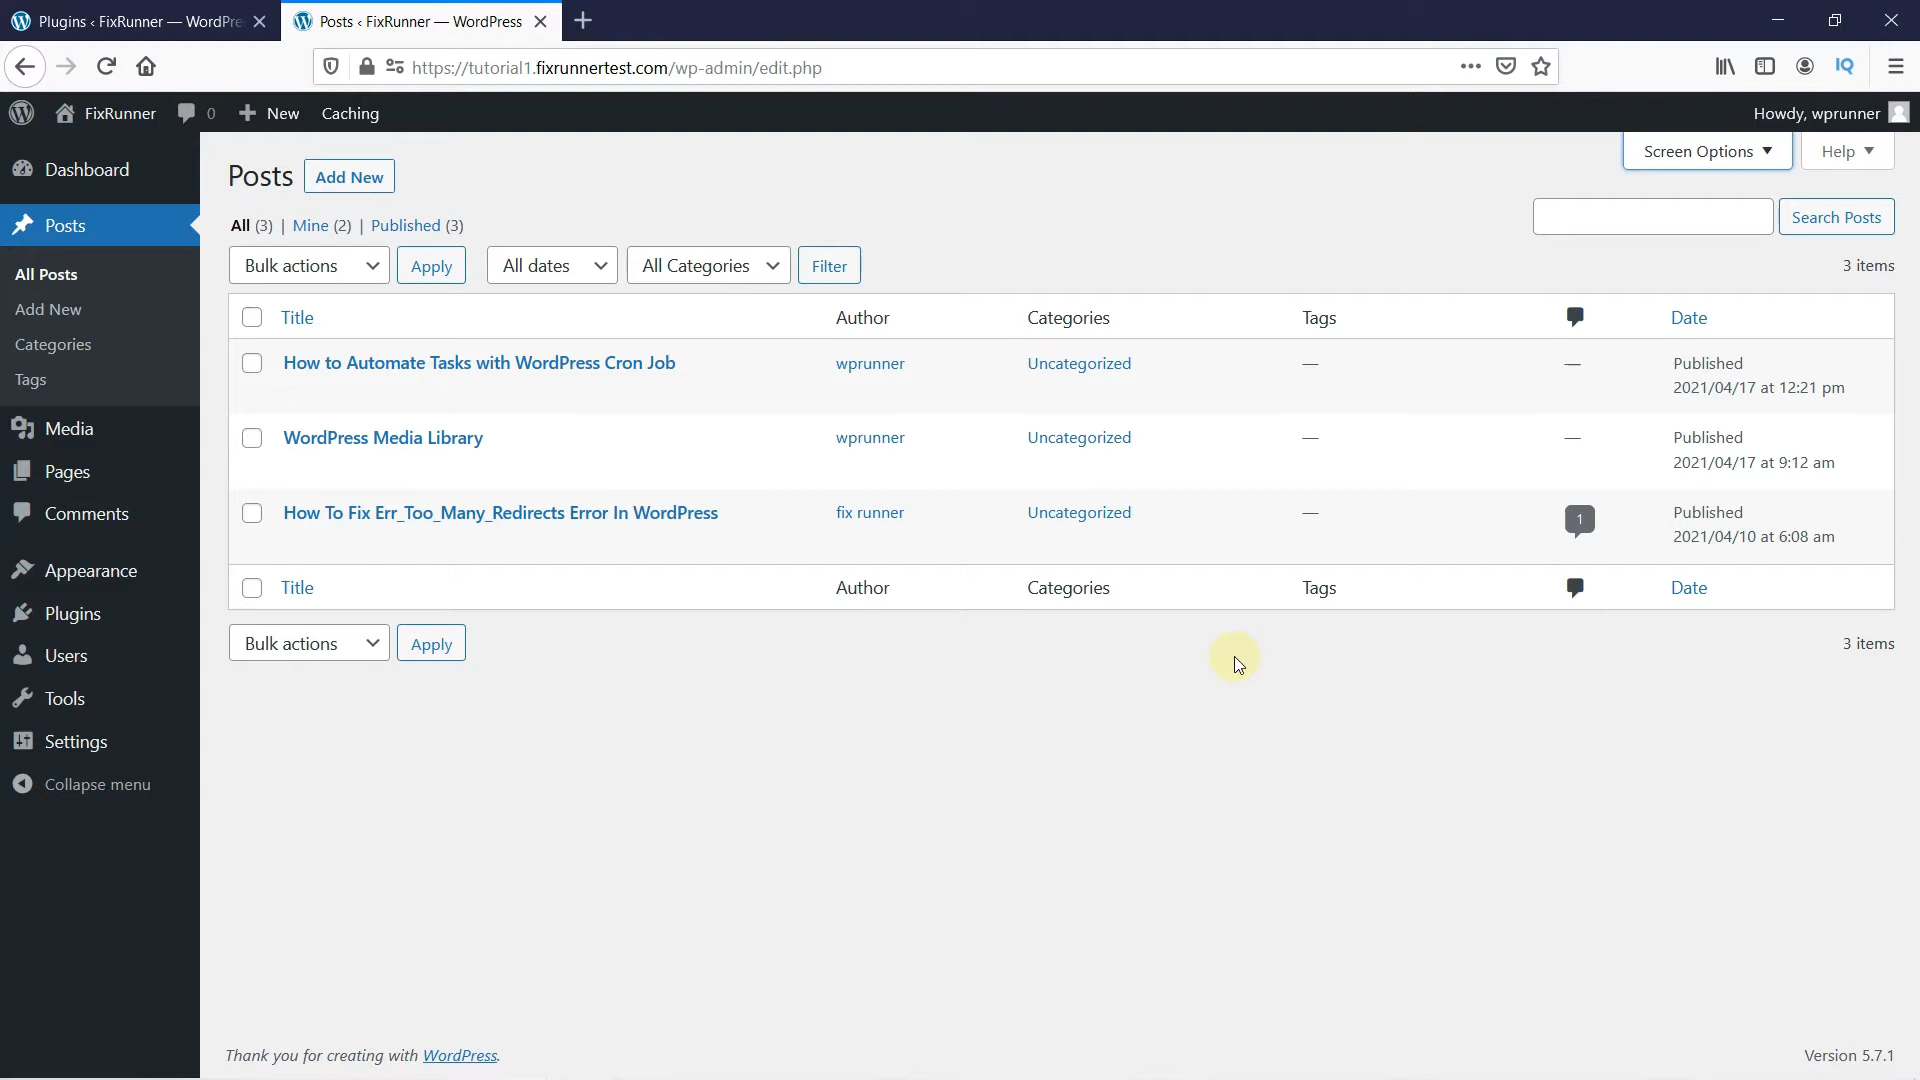 Plugins ‹ FixRunner — WordPre
Posts ‹ FixRunner — WordPress
https://tutorial1.fixrunnertest.com/wp-admin/edit.php
IQ
FixRunner 0 New Caching Howdy, wprunner
Screen Options Help
Dashboard
Posts
All Posts
Add New
Categories
Tags
Media
Pages
Comments
Appearance
Plugins
Users
Tools
Settings
Collapse menu
Posts Add New
All (3) | Mine (2) | Published (3)
Search Posts
Bulk actions Apply All dates All Categories Filter 3 items
Title Author Categories Tags Date
How to Automate Tasks with WordPress Cron Job wprunner Uncategorized — — Published
2021/04/17 at 12:21 pm
WordPress Media Library wprunner Uncategorized — — Published
2021/04/17 at 9:12 am
How To Fix Err_Too_Many_Redirects Error In WordPress fix runner Uncategorized — 1 Published
2021/04/10 at 6:08 am
Title Author Categories Tags Date
Bulk actions Apply 3 items
Thank you for creating with WordPress. Version 5.7.1